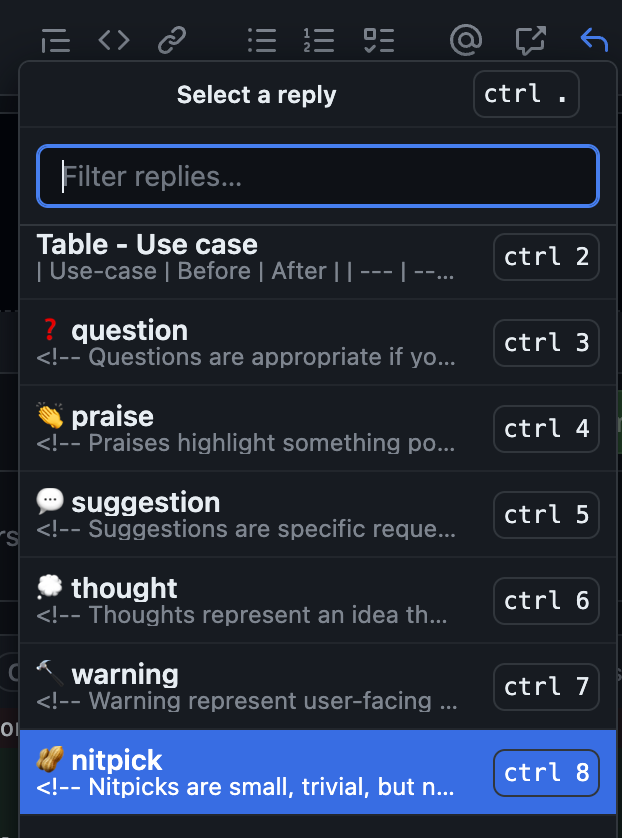 Select a reply
ctrl .
Filter replies...
Table - Use case
| Use-case | Before | After | | --- | --...
ctrl 2
❓ question
<!-- Questions are appropriate if yo...
ctrl 3
👏 praise
<!-- Praises highlight something po...
ctrl 4
💬 suggestion
<!-- Suggestions are specific reque...
ctrl 5
💭 thought
<!-- Thoughts represent an idea th...
ctrl 6
🔨 warning
<!-- Warning represent user-facing ...
ctrl 7
🥜 nitpick
<!-- Nitpicks are small, trivial, but n...
ctrl 8